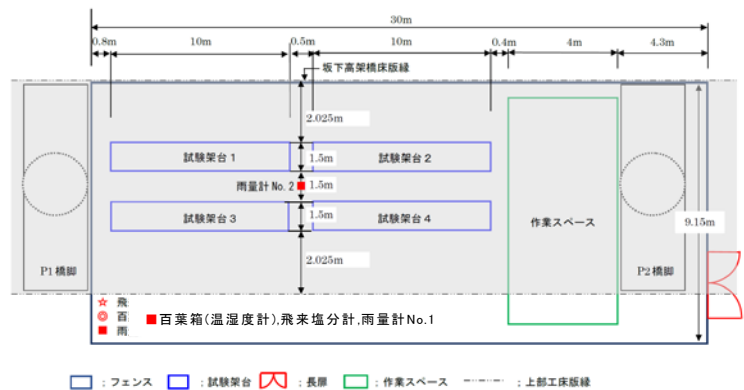 30m
0.8m 10m 0.5m 10m 0.4m 4m 4.3m
坂下高架橋床版縁
2.025m
試験架台1 1.5m 試験架台2
雨量計 No. 2 1.5m
試験架台3 1.5m 試験架台4
作業スペース
9.15m
2.025m
P1橋脚 P2橋脚
☆ 飛
◎ 百
■ 雨
■百葉箱(温湿度計),飛来塩分計,雨量計No.1
；フェンス ；試験架台 ；長扉 ；作業スペース ；上部工床版縁